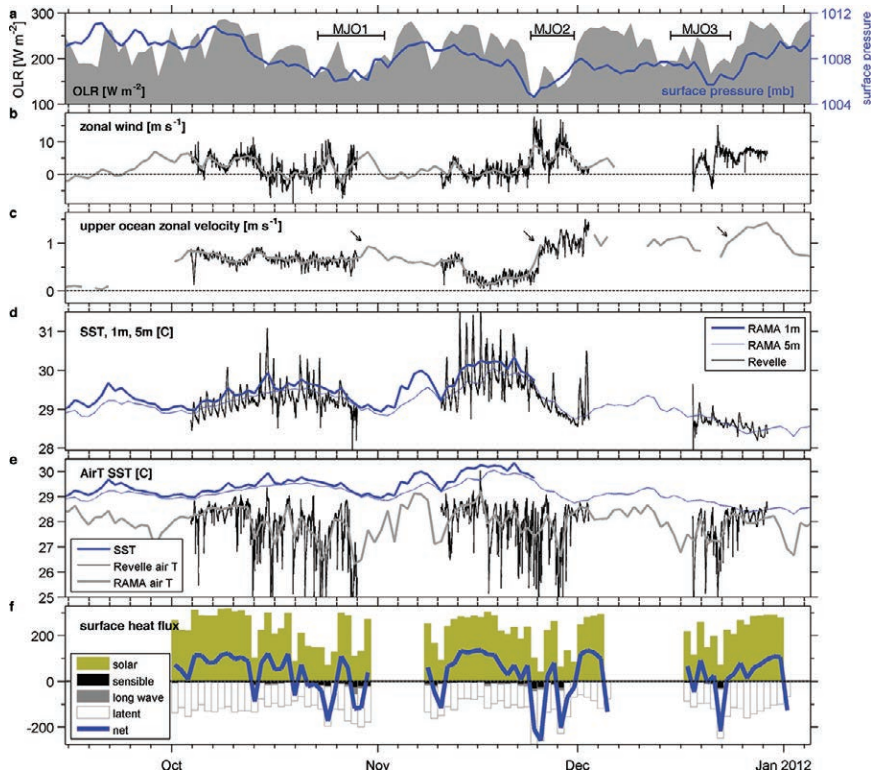 a
300
200
100
OLR [W m-2]
OLR [W m-2]
MJO1
MJO2
MJO3
surface pressure [mb]
1012
1008
1004
surface pressure
b
zonal wind [m s-1]
10
0
c
upper ocean zonal velocity [m s-1]
1
0
d
SST, 1m, 5m [C]
31
30
29
28
RAMA 1m
RAMA 5m
Revelle
e
AirT SST [C]
30
29
28
27
26
25
SST
Revelle air T
RAMA air T
f
surface heat flux
200
0
-200
solar
sensible
long wave
latent
net
Oct
Nov
Dec
Jan 2012